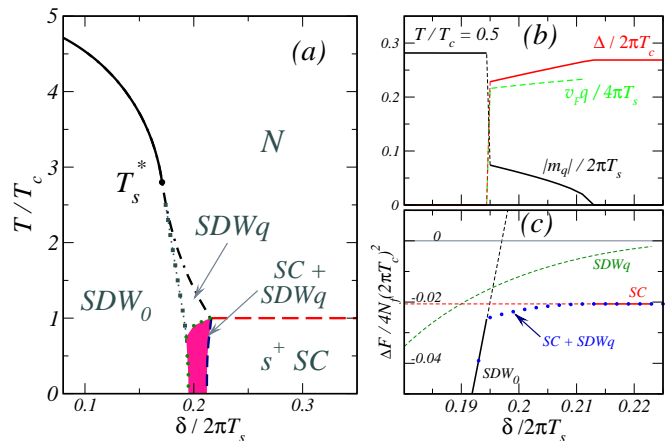 (a)
5
4
3
2
1
0
T/T_c
T_s^*
N
SDWq
SC +
SDWq
SDW_0
s^+ SC
0.1
0.2
0.3
δ/2πT_s
(b)
T/T_c = 0.5
Δ/2πT_c
v_F q/4πT_s
|m_q|/2πT_s
0.3
0.2
0.1
0
(c)
0
SDWq
-0.02
SC
SC + SDWq
-0.04
SDW_0
ΔF/4N_f(2πT_c)^2
0.19
0.2
0.21
0.22
δ/2πT_s